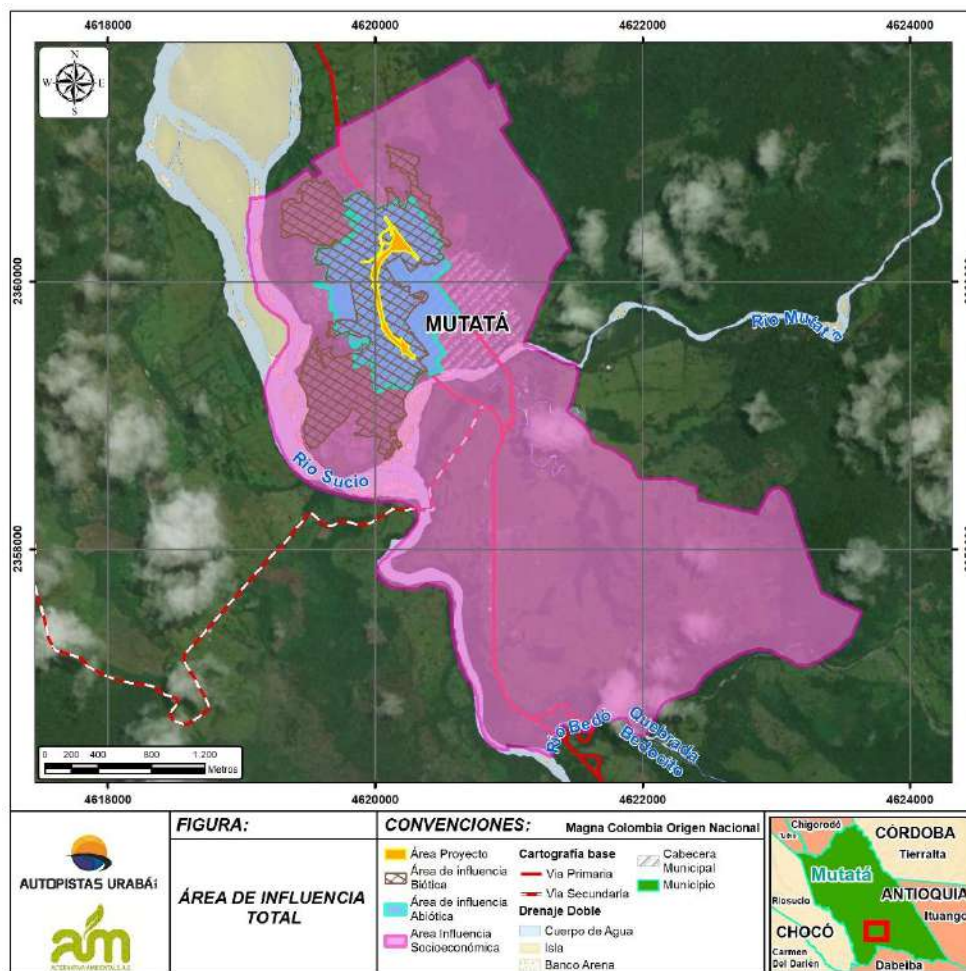 4618000
4620000
4622000
4624000
N
W
E
S
2360000
2358000
MUTATÁ
Río Mutatá
Río Sucio
Río Bedó
Quebrada
Bedocito
0 200 400 800 1.200
Metros
4618000
4620000
4622000
4624000
AUTOPISTAS URABÁ
am
FIGURA:
ÁREA DE INFLUENCIA
TOTAL
CONVENCIONES:
Magna Colombia Origen Nacional
Área Proyecto
Área de influencia
Biótica
Área de influencia
Abiótica
Area Influencia
Socioeconómica
Cartografía base
Vía Primaria
Vía Secundaria
Drenaje Doble
Cuerpo de Agua
Isla
Banco Arena
Cabecera
Municipal
Municipio
Chigorodó
CÓRDOBA
Tierralta
Mutatá
ANTIOQUIA
Riosucio
Ituango
CHOCÓ
Carmen
Del Darién
Dabeiba